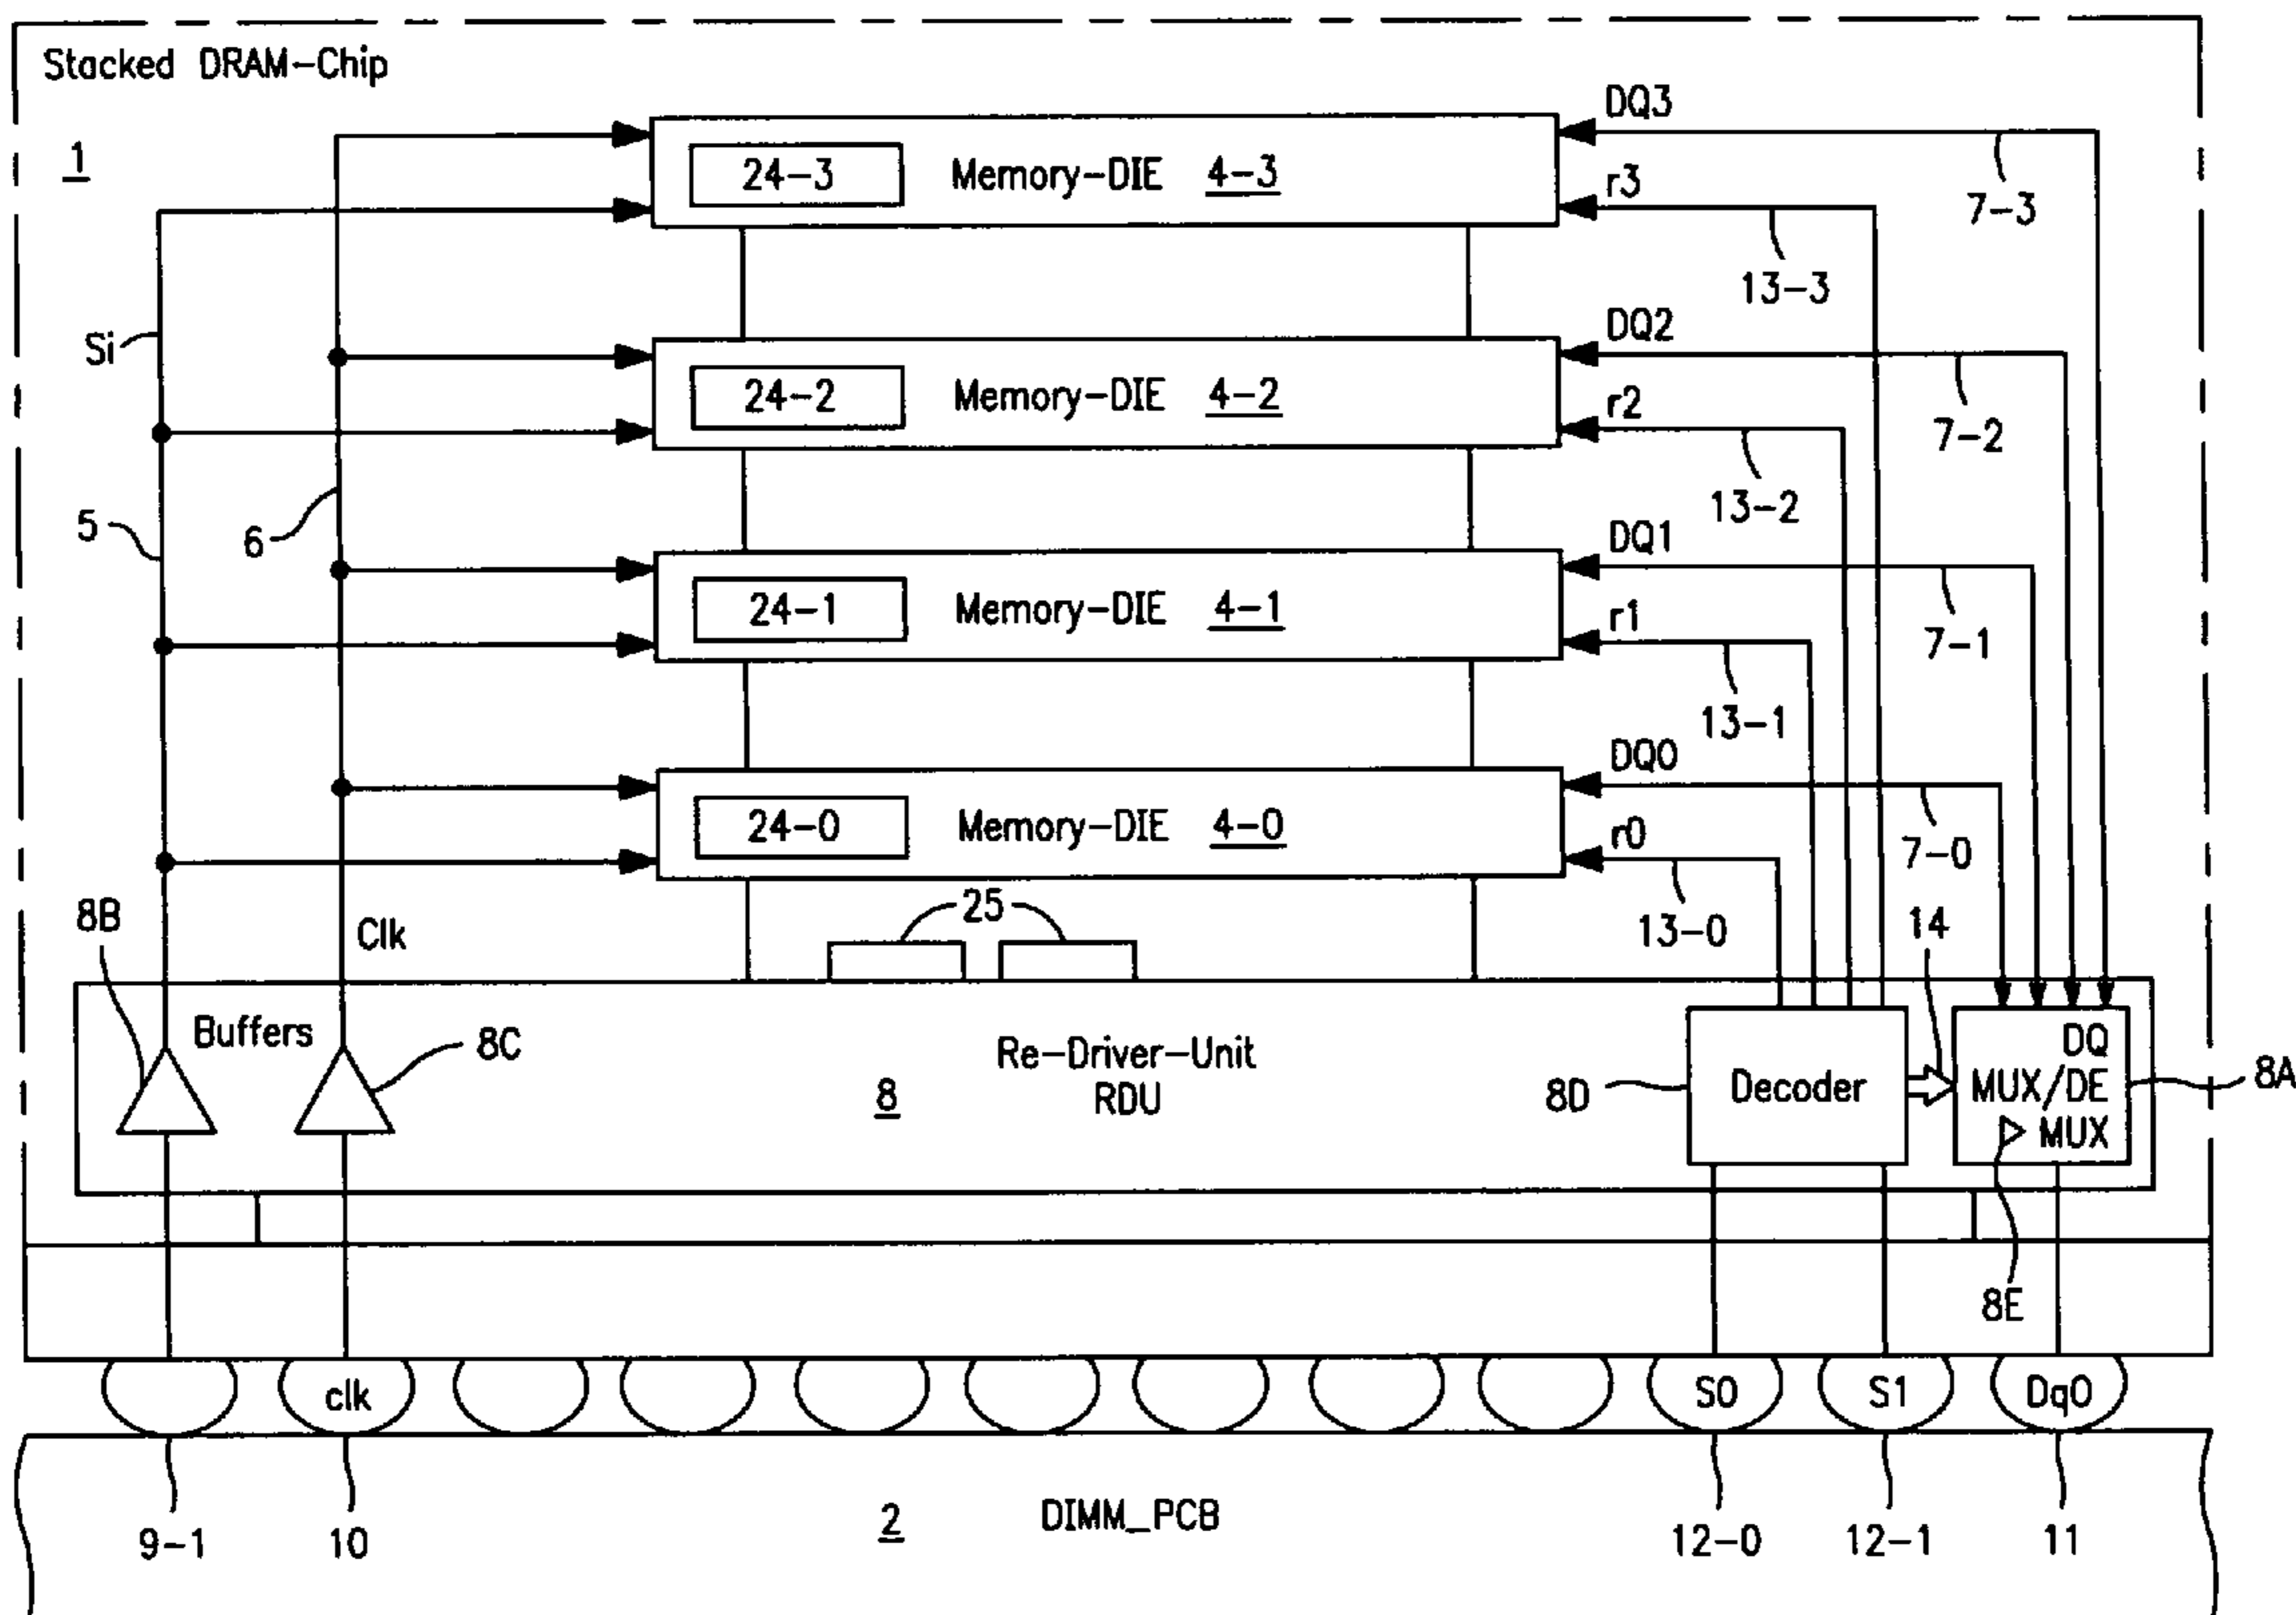 Stacked DRAM-Chip
1
DQ3
24-3 Memory-DIE 4-3
r3
7-3
13-3
Si
DQ2
24-2 Memory-DIE 4-2
r2
7-2
13-2
5
6
DQ1
24-1 Memory-DIE 4-1
r1
7-1
13-1
DQ0
24-0 Memory-DIE 4-0
r0
7-0
8B
Clk
25
13-0
14
Buffers
8C
Re-Driver-Unit
RDU
8
8D
Decoder
DQ
MUX/DE
MUX
8A
8E
clk
S0
S1
Dq0
9-1
10
2
DIMM_PCB
12-0
12-1
11